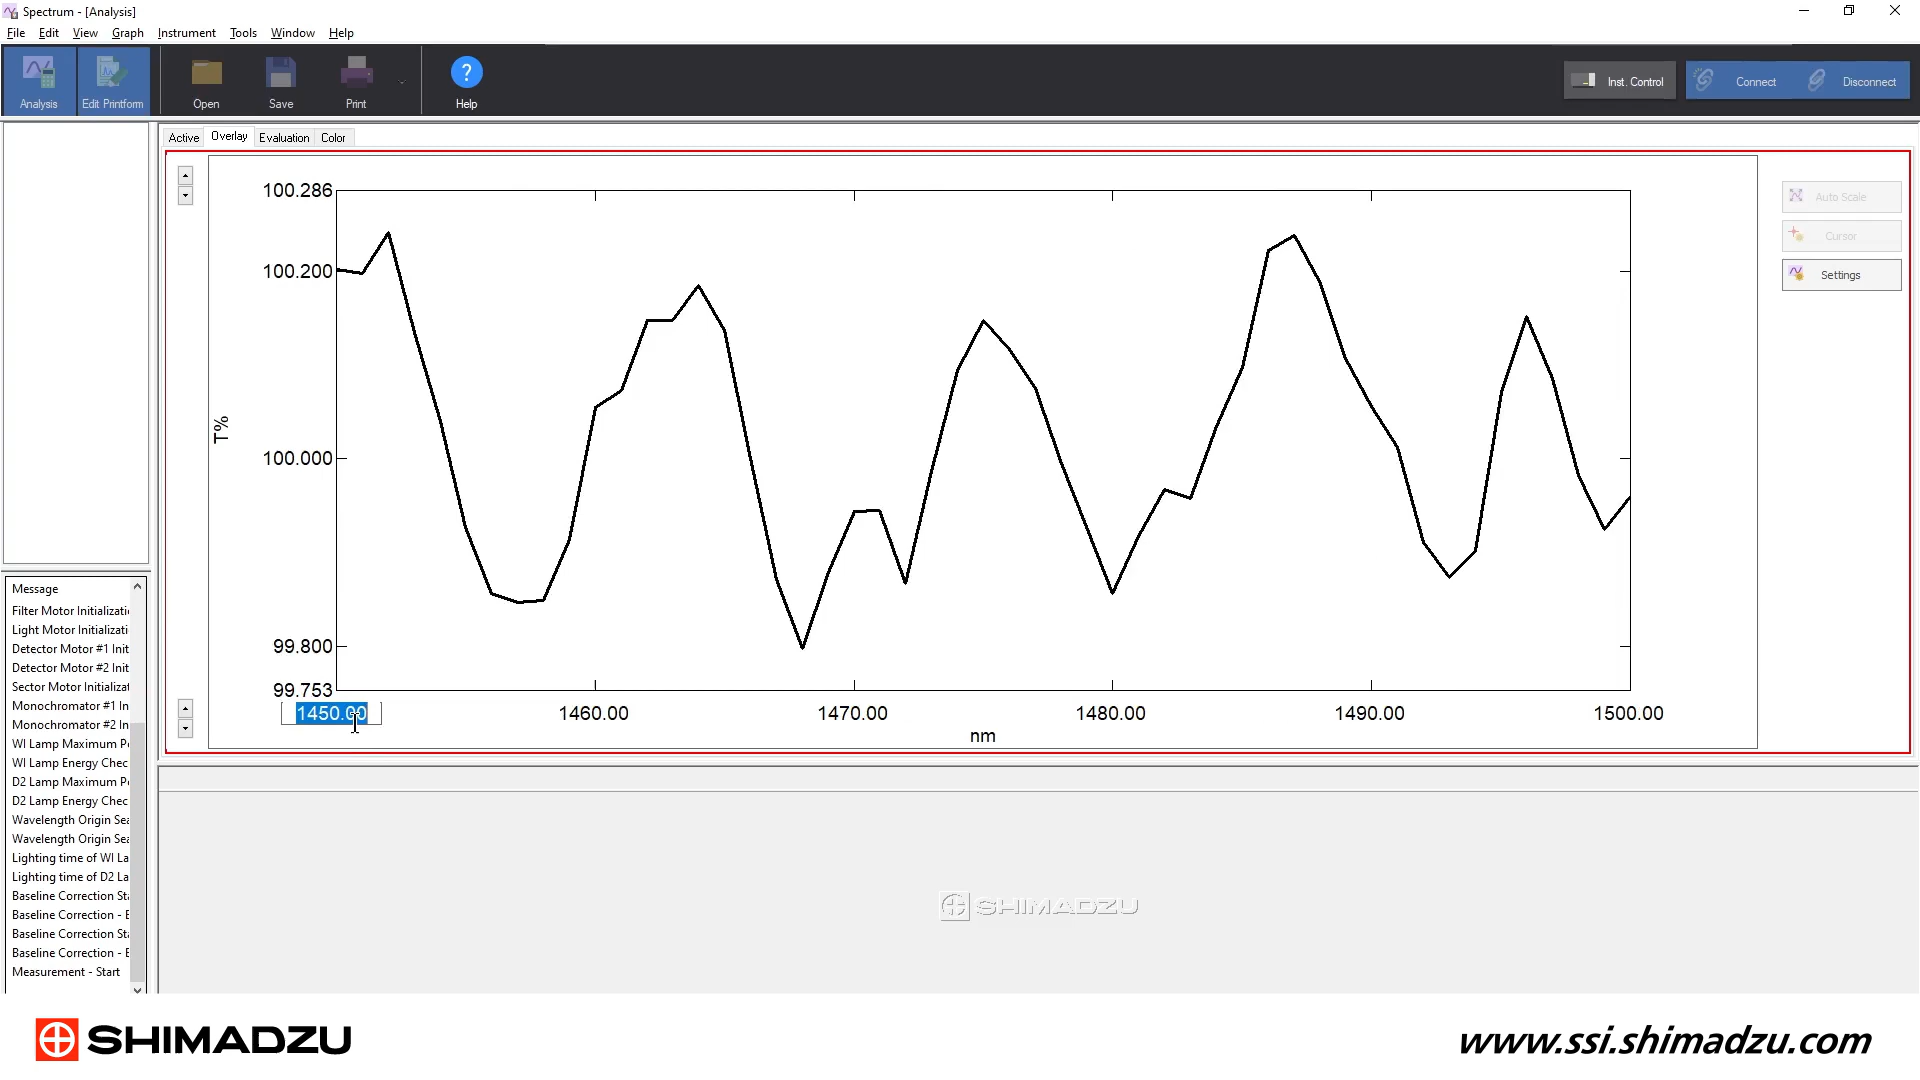 Spectrum - [Analysis]
File Edit View Graph Instrument Tools Window Help
Analysis Edit Printform Open Save Print ? Help Inst. Control Connect Disconnect
Active Overlay Evaluation Color
Auto Scale
Cursor
Settings
100.286
100.200
T%
100.000
99.800
99.753
1450.00 1460.00 1470.00 1480.00 1490.00 1500.00
nm
Message
Filter Motor Initializati
Light Motor Initializati
Detector Motor #1 Init
Detector Motor #2 Init
Sector Motor Initializat
Monochromator #1 In
Monochromator #2 In
WI Lamp Maximum P
WI Lamp Energy Chec
D2 Lamp Maximum P
D2 Lamp Energy Chec
Wavelength Origin Sea
Wavelength Origin Sea
Lighting time of WI La
Lighting time of D2 La
Baseline Correction Sta
Baseline Correction - E
Baseline Correction Sta
Baseline Correction - E
Measurement - Start
SHIMADZU
SHIMADZU
www.ssi.shimadzu.com